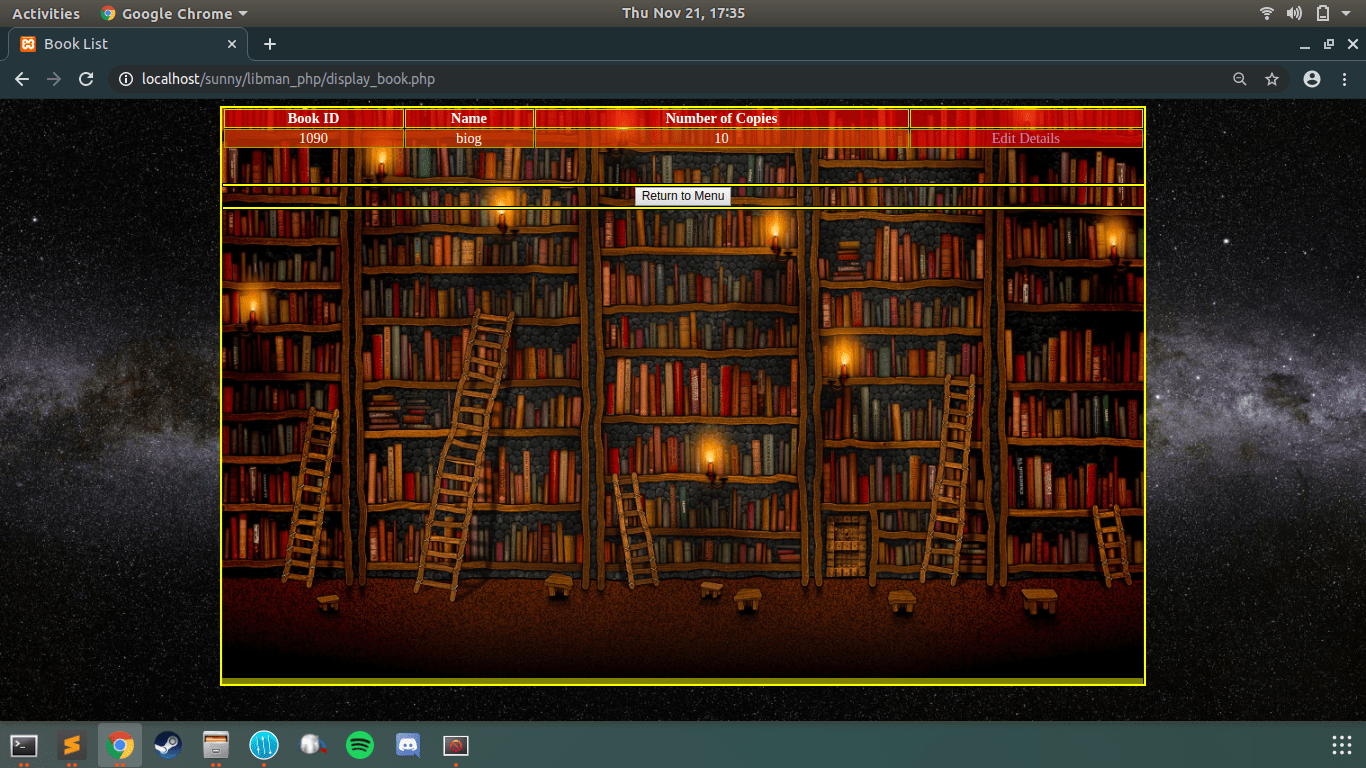 Activities Google Chrome Thu Nov 21, 17:35
Book List
localhost/sunny/libman_php/display_book.php
Book ID Name Number of Copies
1090 biog 10 Edit Details
Return to Menu